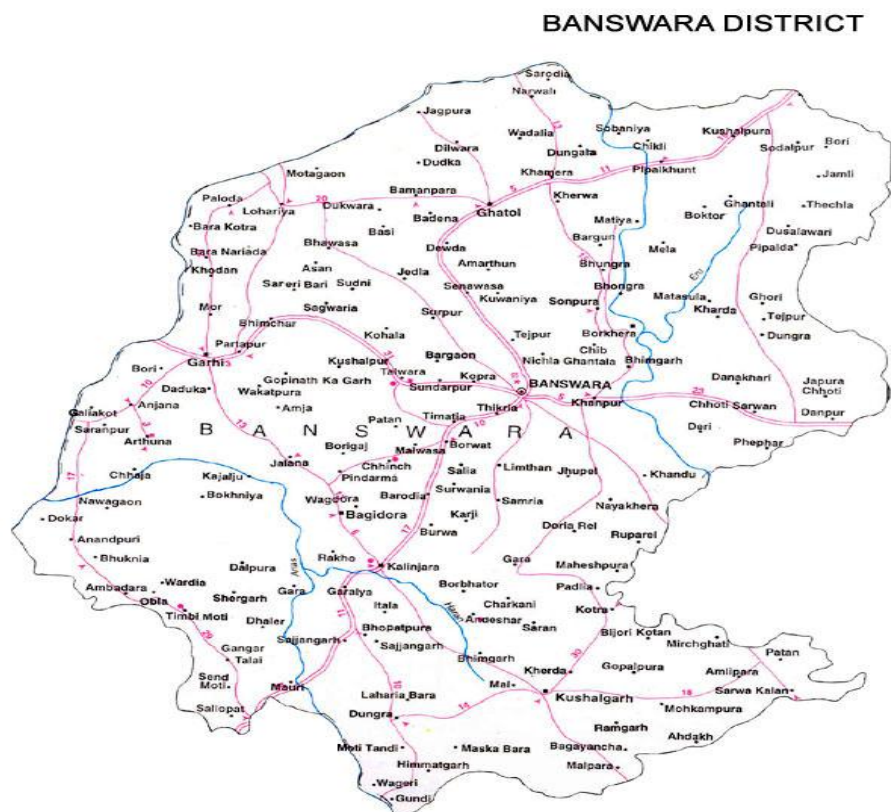 BANSWARA DISTRICT
Sarodia
Narwali
Jagpura
Wadalia
Sobaniya
Kushalpura
Dilwara
Dungala
Chikli
Sodalpur
Bori
Dudka
Motagaon
Khamera
Pipalkhunt
Jamli
Bamanpara
Paloda
Lohariya
Dukwara
Ghatol
Kherwa
Ghantali
Thechla
Badena
Boktor
Bara Kotra
Basi
Matiya
Dusalawari
Bara Nariada
Bhawasa
Dewda
Bargun
Mela
Pipalda
Khodan
Asan
Amarthun
Bhungra
Jedla
Sareri Bari
Sudni
Senawasa
Bhongra
Matasula
Ghori
Mor
Sagwaria
Kuwaniya
Sonpura
Kharda
Tejpur
Bhimchar
Surpur
Kohala
Tejpur
Borkhera
Dungra
Partapur
Chib
Garhi
Kushalpur
Bargaon
Nichla Ghantala
Bhimgarh
Bori
Talwara
Gopinath Ka Garh
Sundarpur
Kopra
BANSWARA
Danakhari
Japura
Chhoti
Daduka
Wakatpura
Khanpur
Anjana
Galiakot
Amja
Timatia
Thikria
Chhoti Sarwan
Danpur
Saranpur
Patan
Deri
BANSWARA
Arthuna
Borigaj
Maiwasa
Borwat
Phephar
Jalana
Chhinch
Chhaja
Kajalju
Pindarma
Salia
Limthan
Jhupel
Khandu
Bokhniya
Wagoora
Barodia
Surwania
Nawagaon
Samria
Nayakhera
Dokar
Bagidora
Karji
Burwa
Doria Rel
Anandpuri
Ruparel
Bhuknia
Rakho
Gara
Dalpura
Kalinjara
Maheshpura
Wardia
Borbhator
Padlia
Ambadara
Shergarh
Gara
Garalya
Obla
Charkani
Kotra
Timbi Moti
Itala
Andeshar
Dhaler
Saran
Bhopatpura
Bijori Kotan
Sajjangarh
Mirchghati
Gangar
Talai
Sajjangarh
Bhimgarh
Patan
Kherda
Gopalpura
Amlipara
Send
Moti
Mauri
Mal
Kushalgarh
Sarwa Kalan
Laharia Bara
Sallopat
Dungra
Mohkampura
Ramgarh
Moti Tandi
Maska Bara
Bagayancha
Ahdakh
Himmatgarh
Malpara
Wageri
Gundi